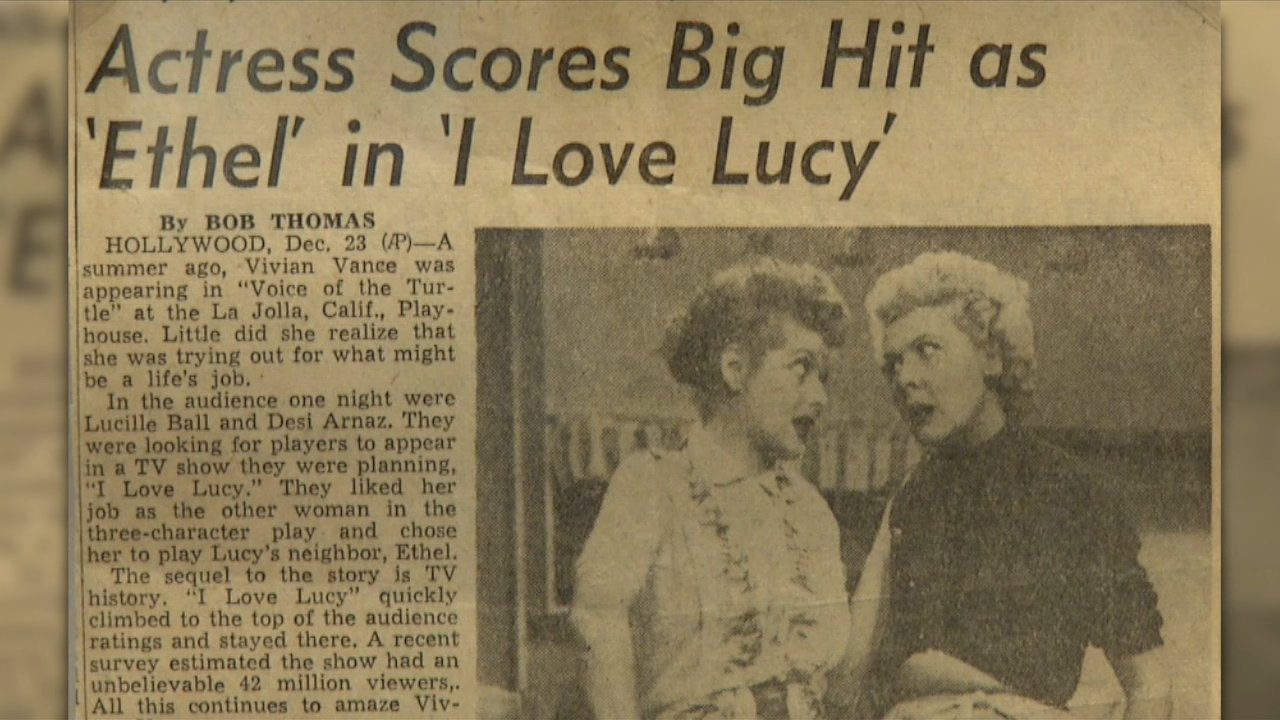 Actress Scores Big Hit as
'Ethel' in 'I Love Lucy'
By BOB THOMAS
HOLLYWOOD, Dec. 23 (AP)—A
summer ago, Vivian Vance was
appearing in "Voice of the Tur-
tle" at the La Jolla, Calif., Play-
house. Little did she realize that
she was trying out for what might
be a life's job.
In the audience one night were
Lucille Ball and Desi Arnaz. They
were looking for players to appear
in a TV show they were planning,
"I Love Lucy." They liked her
job as the other woman in the
three-character play and chose
her to play Lucy's neighbor, Ethel.
The sequel to the story is TV
history. "I Love Lucy" quickly
climbed to the top of the audience
ratings and stayed there. A recent
survey estimated the show had an
unbelievable 42 million viewers,.
All this continues to amaze Viv-